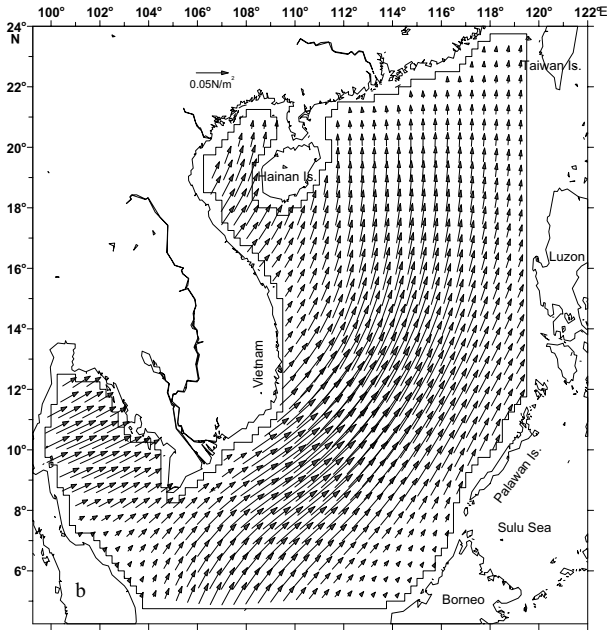 100° 102° 104° 106° 108° 110° 112° 114° 116° 118° 120° 122°
°E
24°
N
22°
20°
18°
16°
14°
12°
10°
8°
6°
0.05N/m²
Taiwan Is.
Hainan Is.
Luzon
Vietnam
Palawan Is.
Sulu Sea
Borneo
b